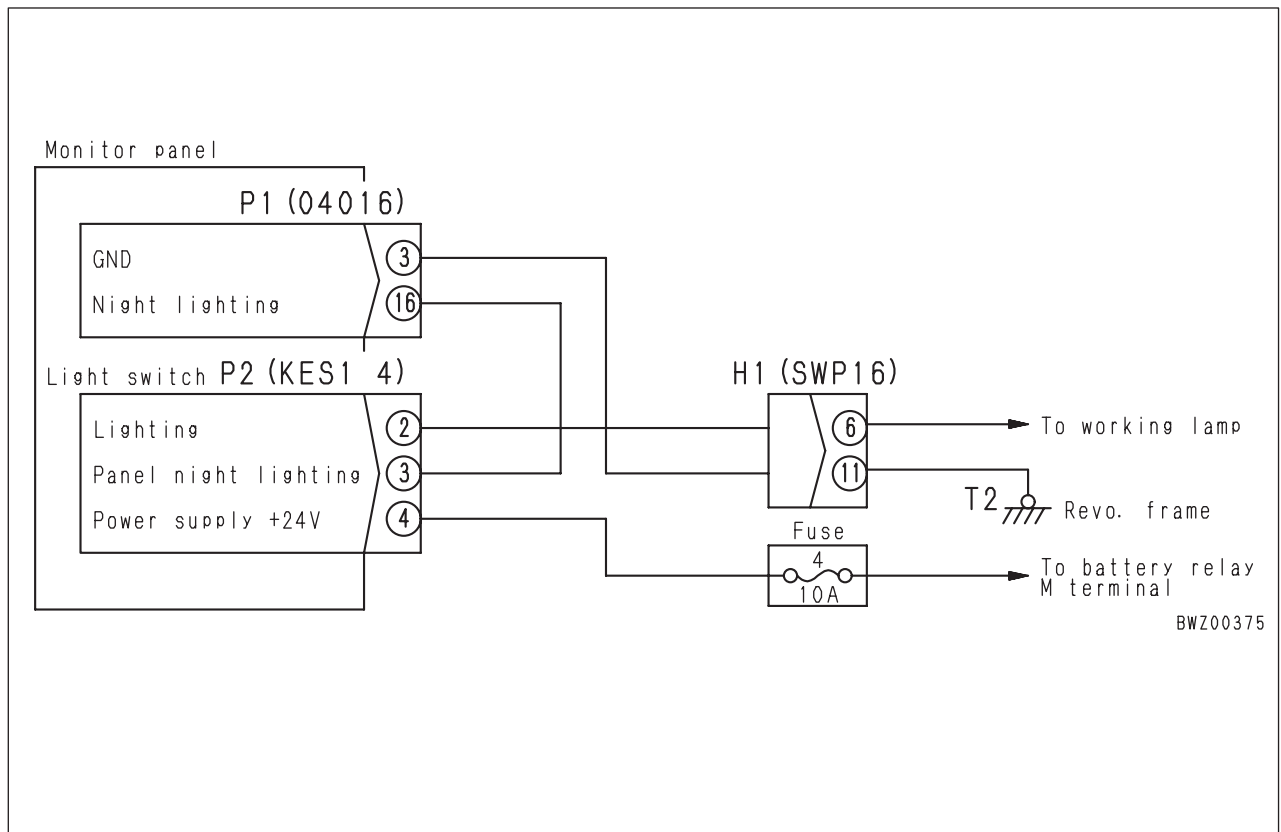 Monitor panel
P1 (04016)
GND
3
Night lighting
16
Light switch P2 (KES1 4)
H1 (SWP16)
Lighting
2
6
To working lamp
Panel night lighting
3
11
T2
Revo. frame
Power supply +24V
4
Fuse
4
10A
To battery relay
M terminal
BWZ00375